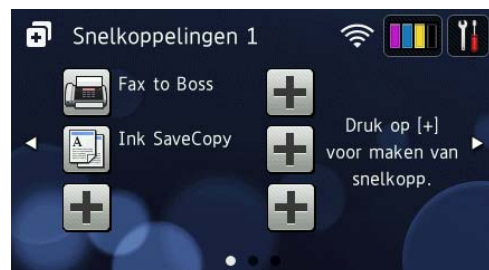 Snelkoppelingen 1
Fax to Boss
Ink SaveCopy
Druk op [+]
voor maken van
snelkopp.